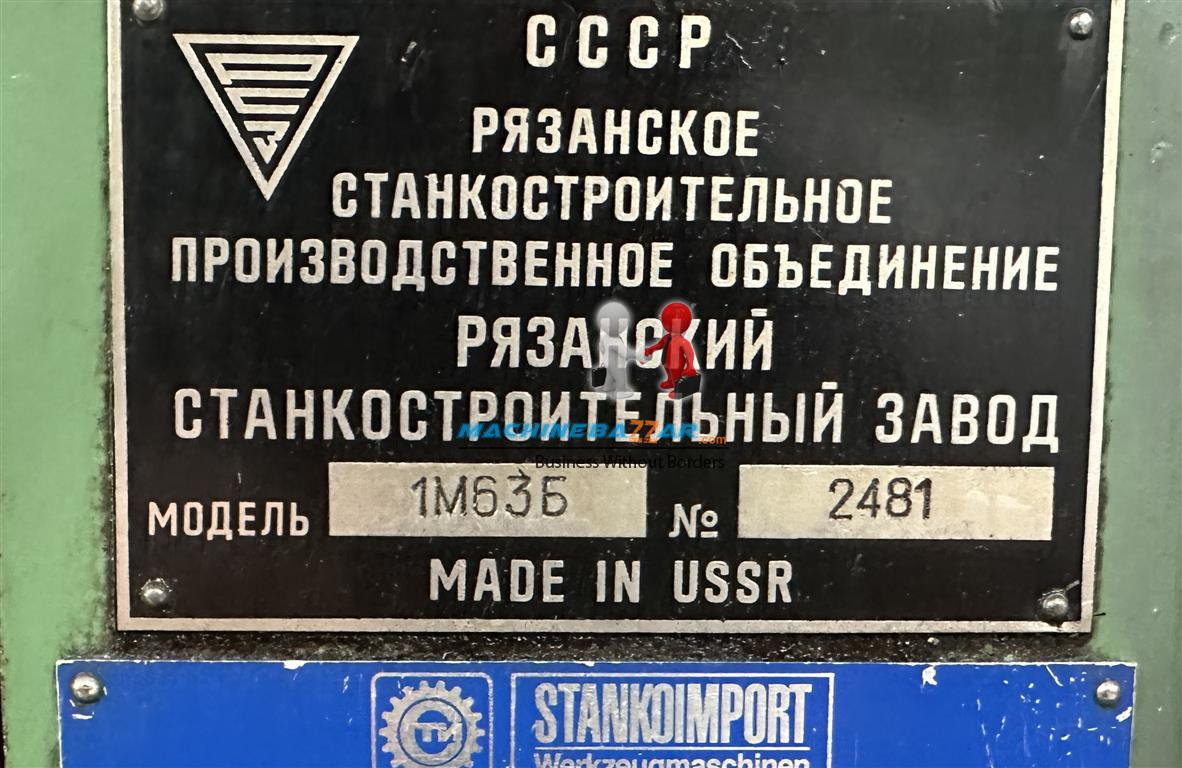 СССР
РЯЗАНСКОЕ
СТАНКОСТРОИТЕЛЬНОЕ
ПРОИЗВОДСТВЕННОЕ ОБЪЕДИНЕНИЕ
РЯЗАНСКИЙ
СТАНКОСТРОИТЕЛЬНЫЙ ЗАВОД
MACHINEBAZZAR.com
Business Without Borders
МОДЕЛЬ 1М63Б № 2481
MADE IN USSR
STANKOIMPORT
Werkzeugmaschinen